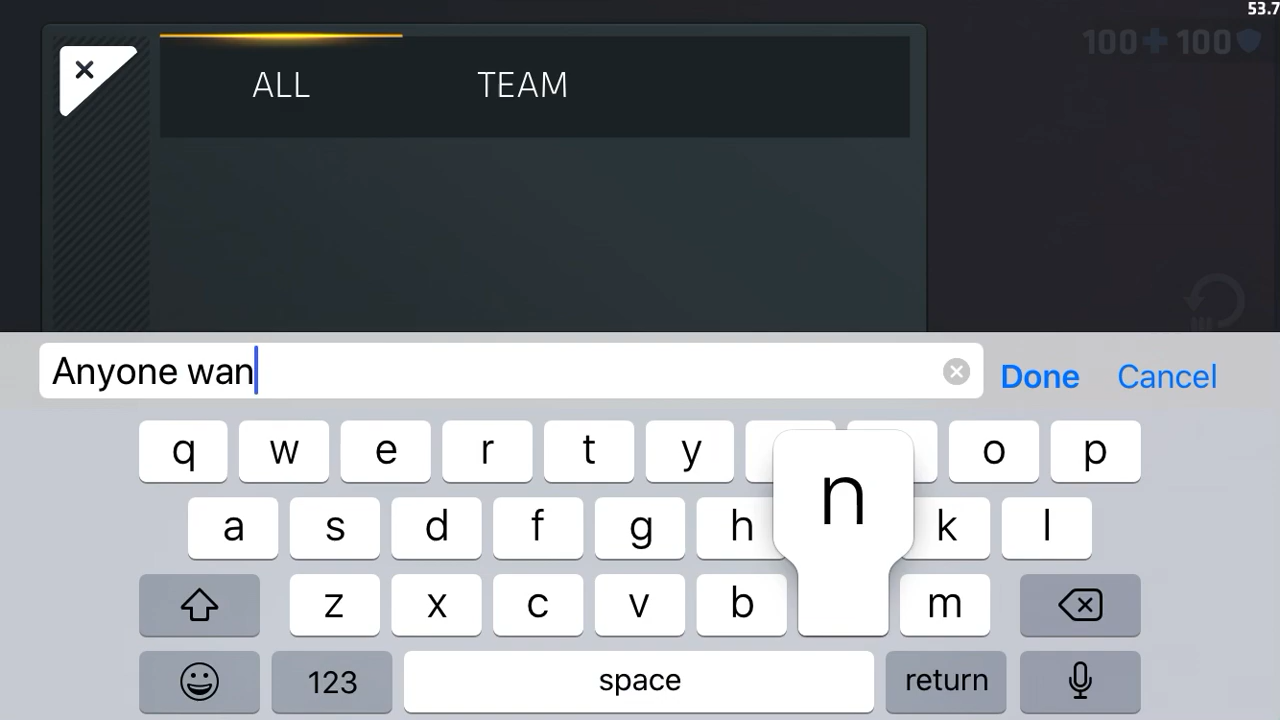 53.7
100 100
ALL TEAM
Anyone wan
Done Cancel
q w e r t y o p
n
a s d f g h k l
z x c v b m
123 space return